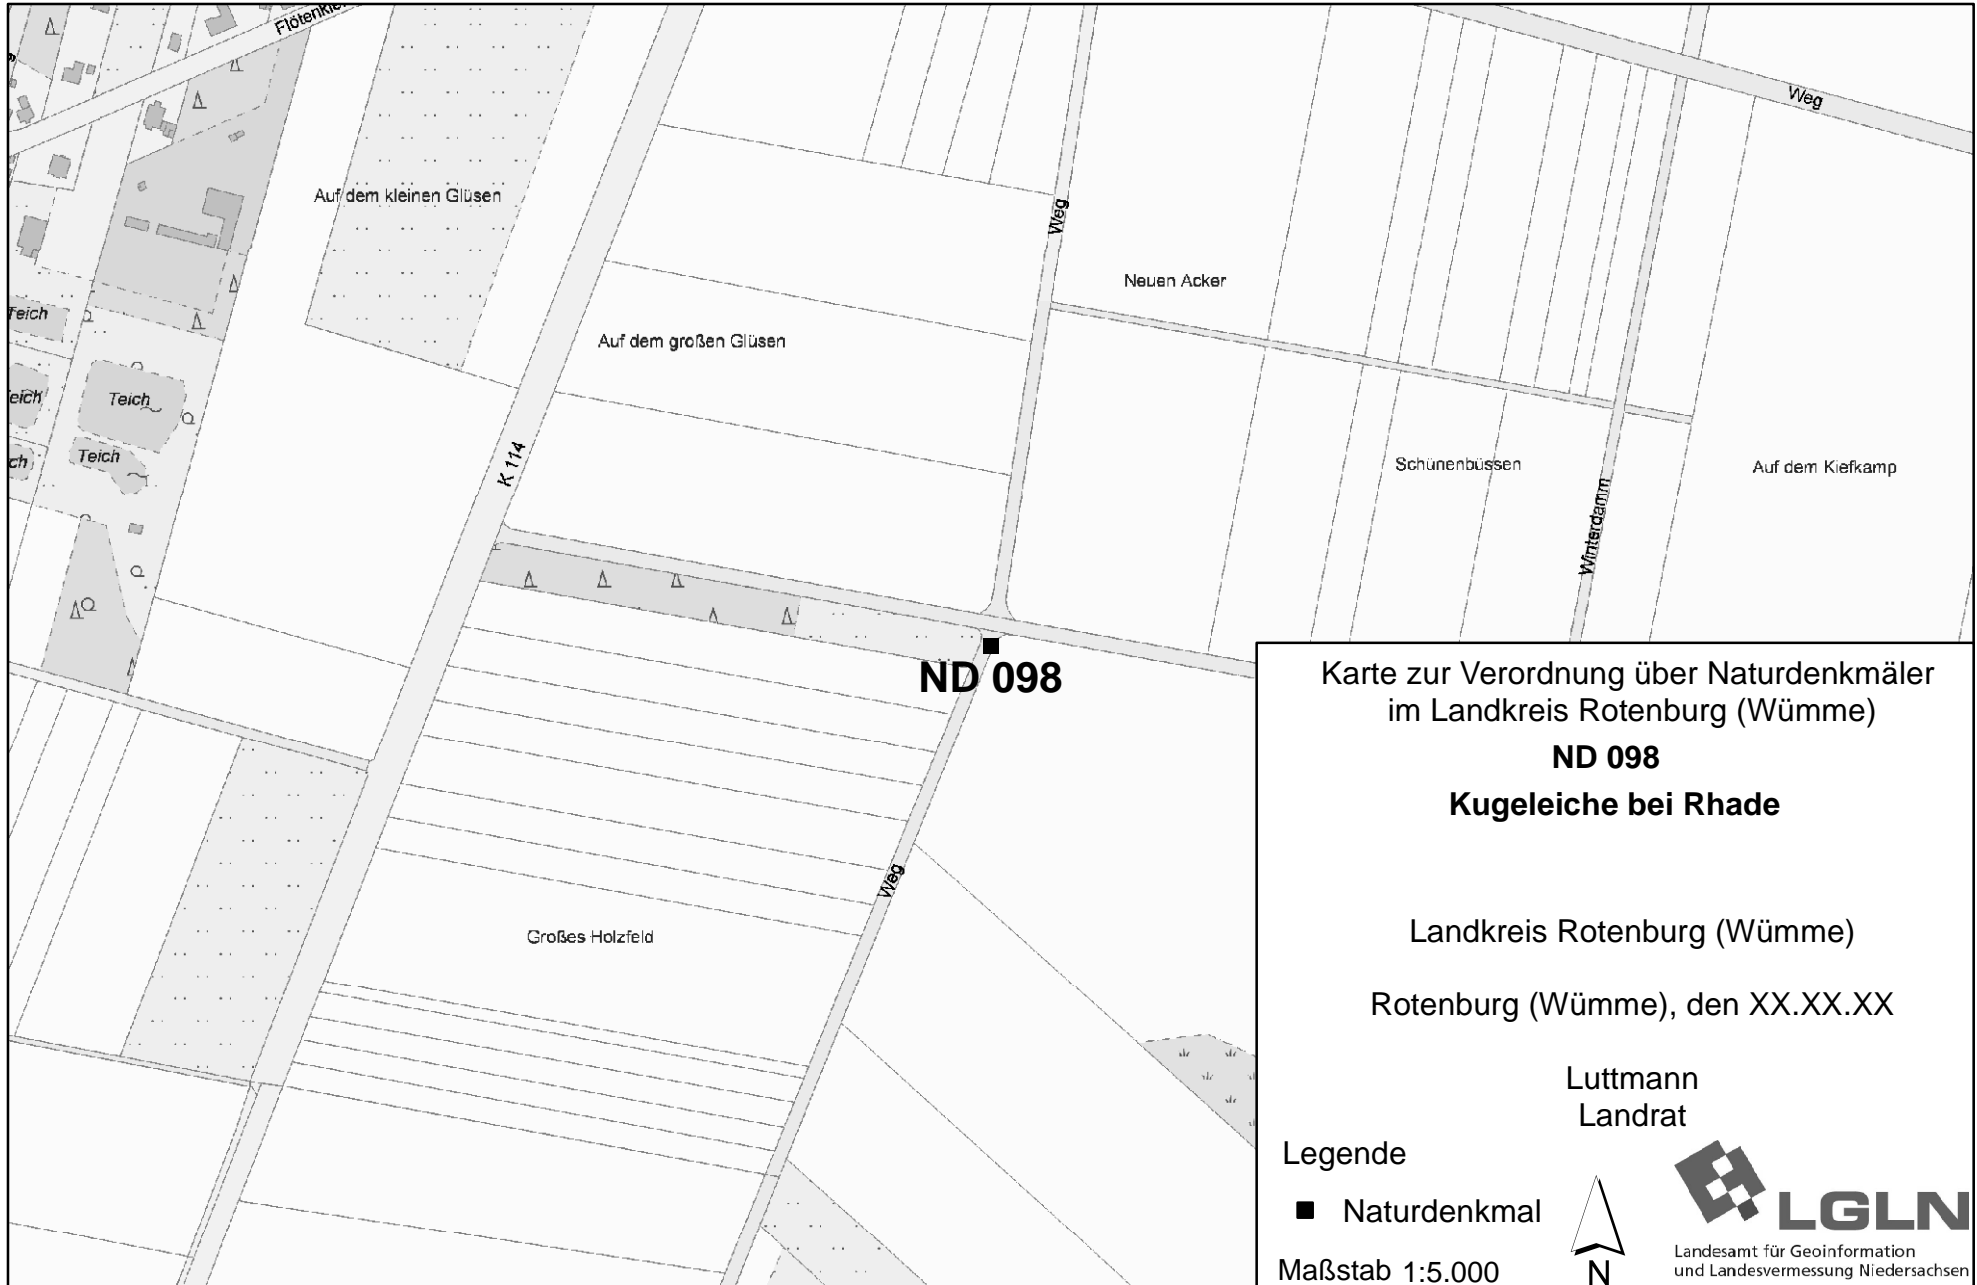 Weg
Auf dem kleinen Glüsen
Weg
Neuen Acker
Teich
Auf dem großen Glüsen
Teich
Teich
K 114
Schünenbüssen
Auf dem Kiefkamp
Winterdamm
ND 098
Weg
Großes Holzfeld
Karte zur Verordnung über Naturdenkmäler
im Landkreis Rotenburg (Wümme)
ND 098
Kugeleiche bei Rhade
Landkreis Rotenburg (Wümme)
Rotenburg (Wümme), den XX.XX.XX
Luttmann
Landrat
Legende
Naturdenkmal
Maßstab 1:5.000
N
LGLN
Landesamt für Geoinformation
und Landesvermessung Niedersachsen